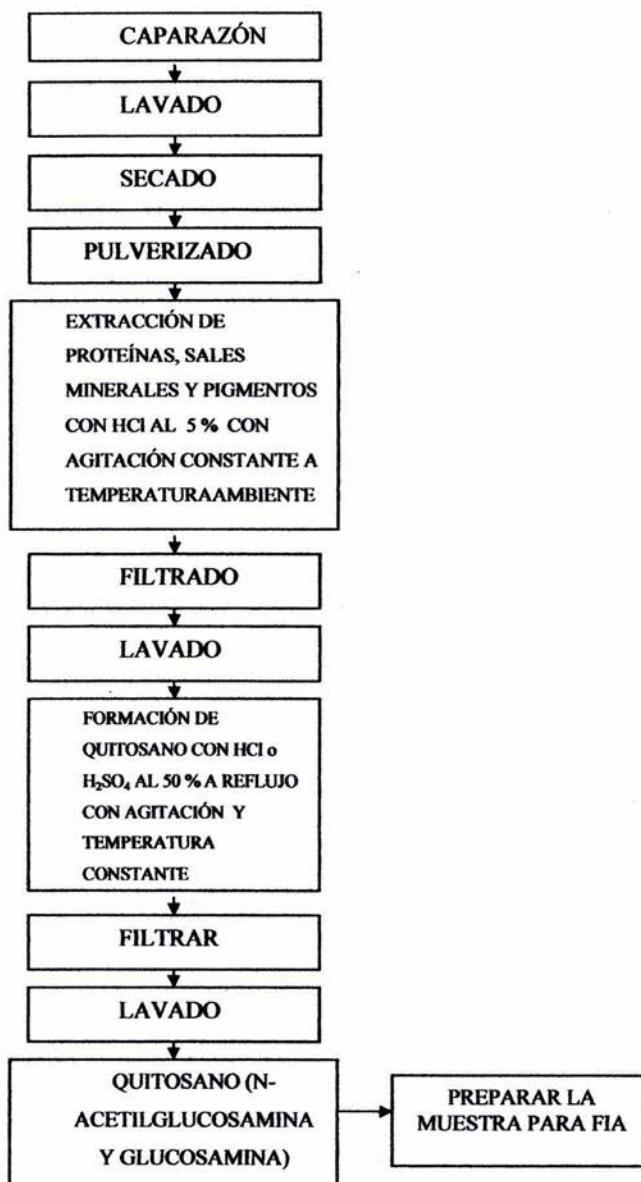 CAPARAZÓN
LAVADO
SECADO
PULVERIZADO
EXTRACCIÓN DE
PROTEÍNAS, SALES
MINERALES Y PIGMENTOS
CON HCl AL 5 % CON
AGITACIÓN CONSTANTE A
TEMPERATURAAMBIENTE
FILTRADO
LAVADO
FORMACIÓN DE
QUITOSANO CON HCl o
H₂SO₄ AL 50 % A REFLUJO
CON AGITACIÓN Y
TEMPERATURA
CONSTANTE
FILTRAR
LAVADO
QUITOSANO (N-
ACETILGLUCOSAMINA
Y GLUCOSAMINA)
PREPARAR LA
MUESTRA PARA FIA